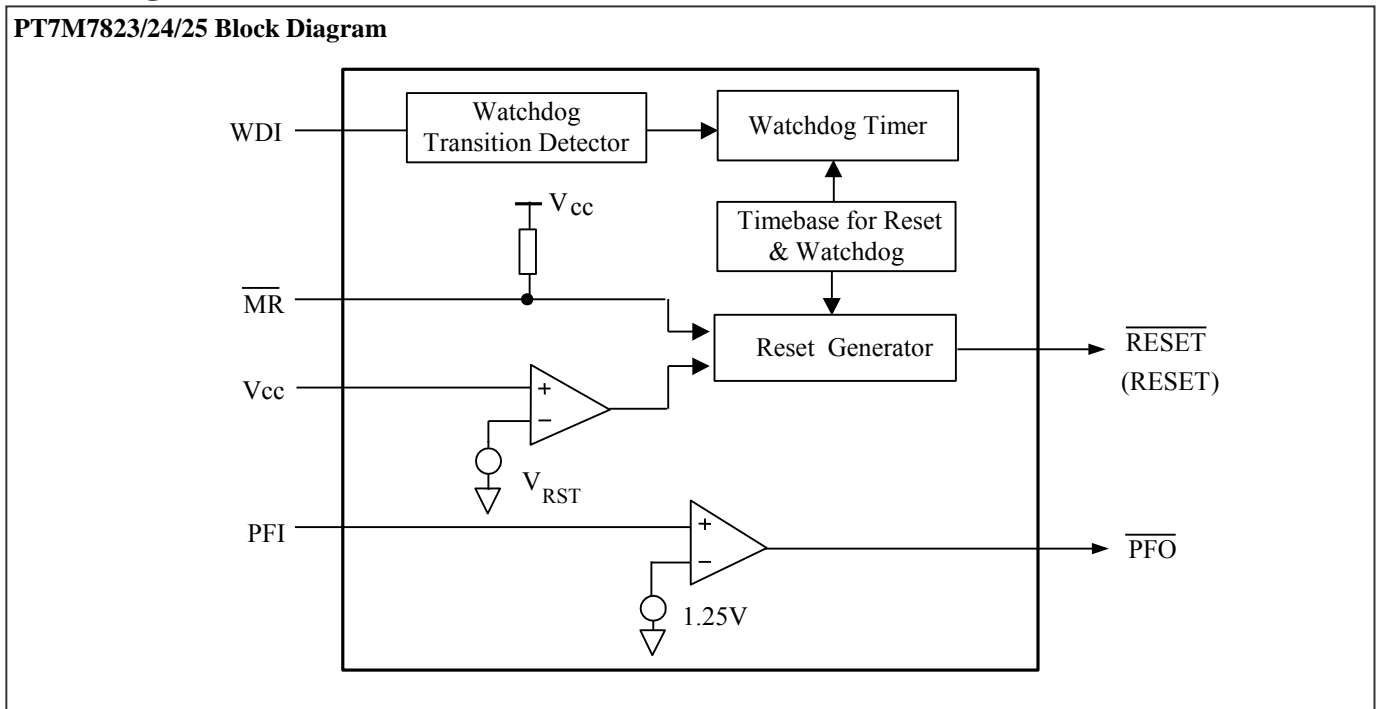 PT7M7823/24/25 Block Diagram
WDI
Watchdog
Transition Detector
Watchdog Timer
Vcc
Timebase for Reset
& Watchdog
MR
Reset Generator
RESET
(RESET)
Vcc
+
−
VRST
PFI
+
−
PFO
1.25V